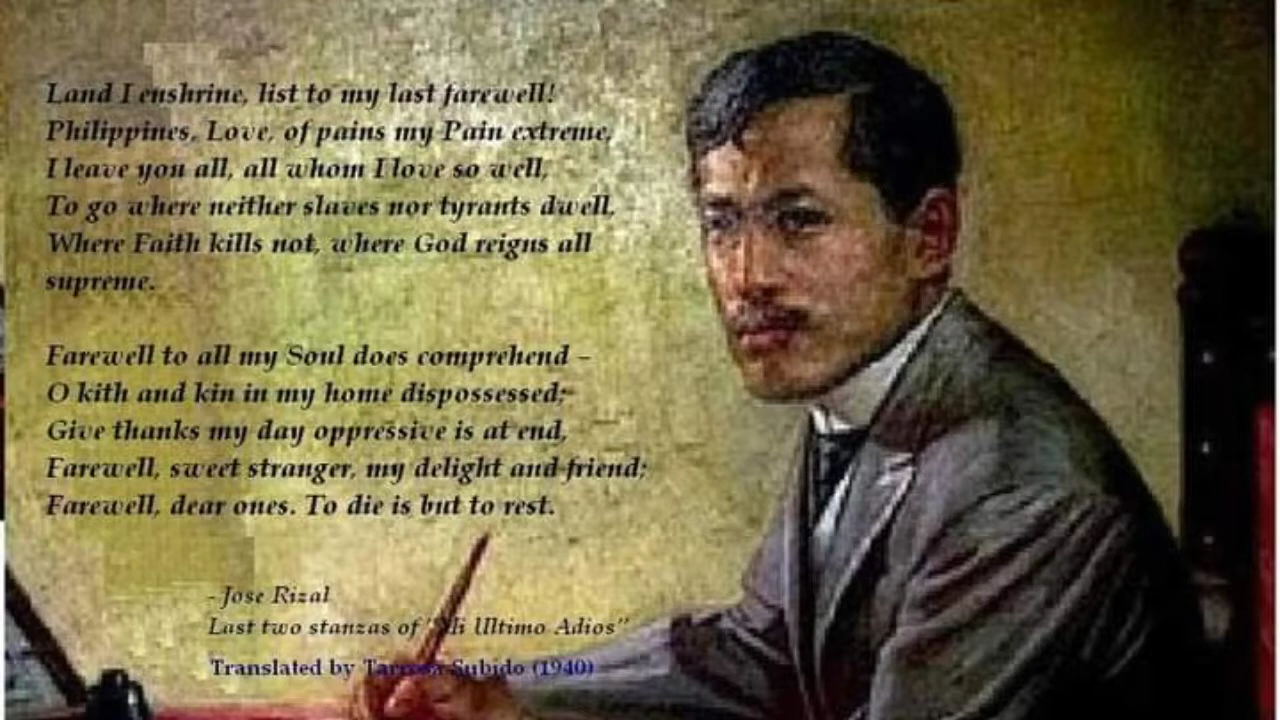 Land I enshrine, list to my last farewell!
Philippines, Love, of pains my Pain extreme,
I leave you all, all whom I love so well,
To go where neither slaves nor tyrants dwell,
Where Faith kills not, where God reigns all
supreme.
Farewell to all my Soul does comprehend –
O kith and kin in my home dispossessed;
Give thanks my day oppressive is at end,
Farewell, sweet stranger, my delight and friend;
Farewell, dear ones. To die is but to rest.
- Jose Rizal
Last two stanzas of "Mi Ultimo Adios"
Translated by Subido (1940)